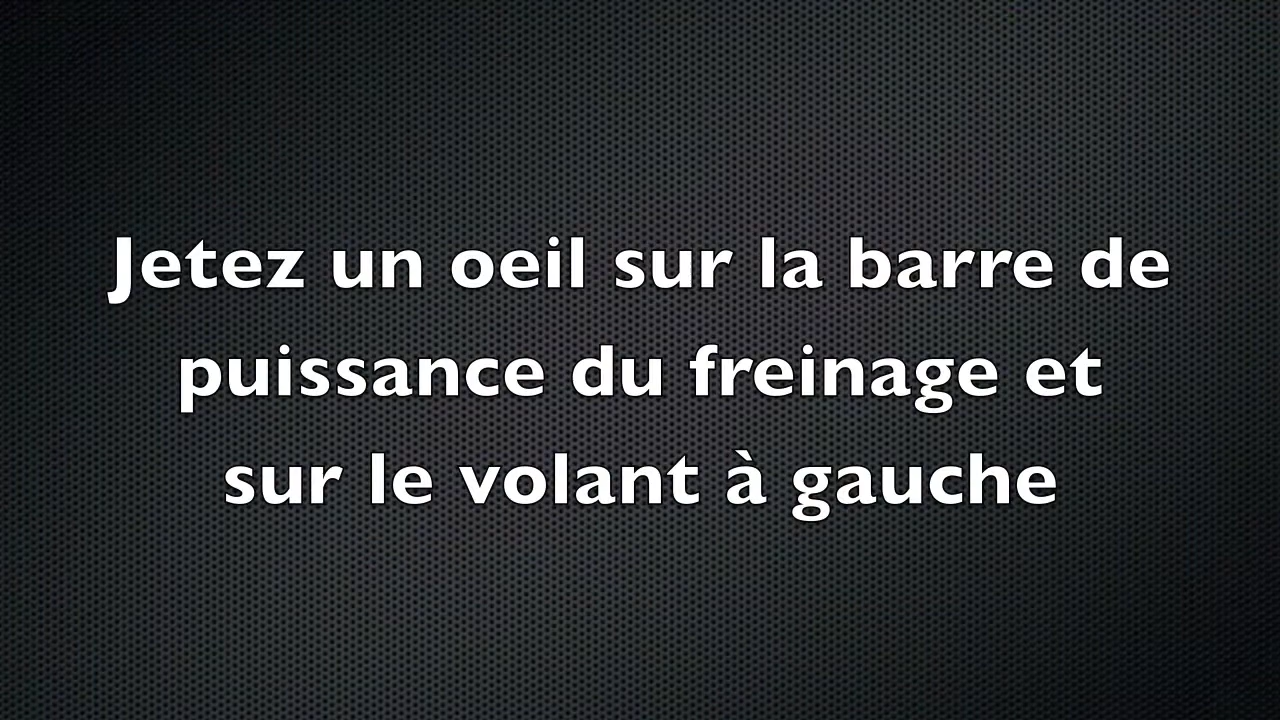 Jetez un oeil sur la barre de
puissance du freinage et
sur le volant à gauche